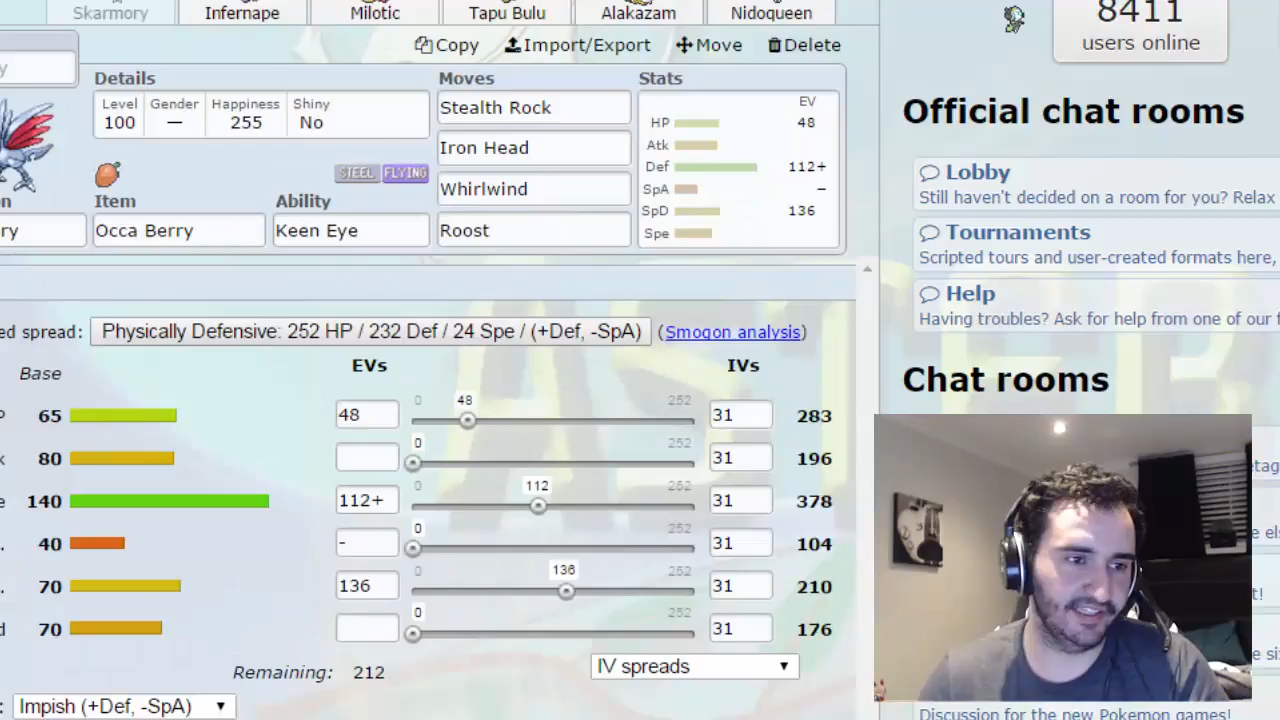 Skarmory Infernape Milotic Tapu Bulu Alakazam Nidoqueen
Copy Import/Export Move Delete
8411
users online
y
Details Moves Stats
Level Gender Happiness Shiny
100 — 255 No
Stealth Rock
EV
HP 48
Atk
Iron Head
Def 112+
STEEL FLYING
Whirlwind
SpA –
SpD 136
n Item Ability
ry Occa Berry Keen Eye Roost
Spe
Official chat rooms
Lobby
Still haven't decided on a room for you? Relax
Tournaments
Scripted tours and user-created formats here,
Help
Having troubles? Ask for help from one of our f
Chat rooms
ed spread: Physically Defensive: 252 HP / 232 Def / 24 Spe / (+Def, -SpA) (Smogon analysis)
Base EVs IVs
0 48 252
P 65 48 31 283
0 252
k 80 31 196
0 112 252
e 140 112+ 31 378
0 252
. 40 - 31 104
0 136 252
. 70 136 31 210
0 252
d 70 31 176
Remaining: 212 IV spreads
: Impish (+Def, -SpA)
etag
e els
t!
e six
Discussion for the new Pokemon games!